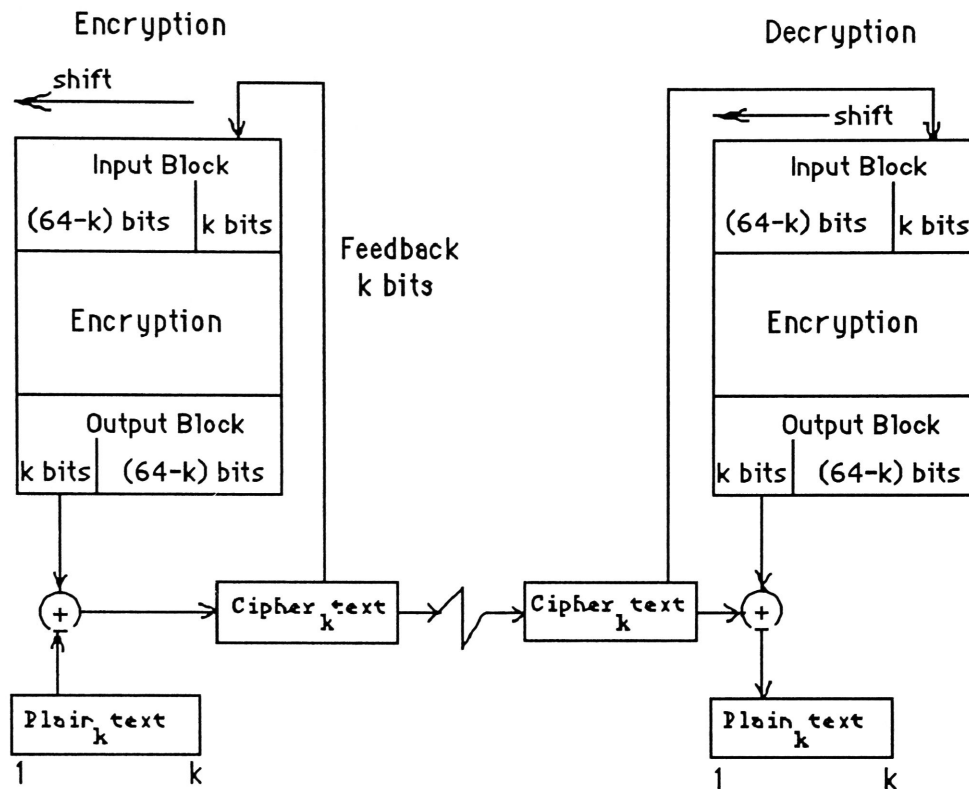 Encryption
shift
Input Block
(64-k) bits
k bits
Encryption
Output Block
k bits
(64-k) bits
Feedback
k bits
+
Cipher text
k
Plain text
k
1
k
Decryption
shift
Input Block
(64-k) bits
k bits
Encryption
Output Block
k bits
(64-k) bits
Cipher text
k
+
Plain text
k
1
k